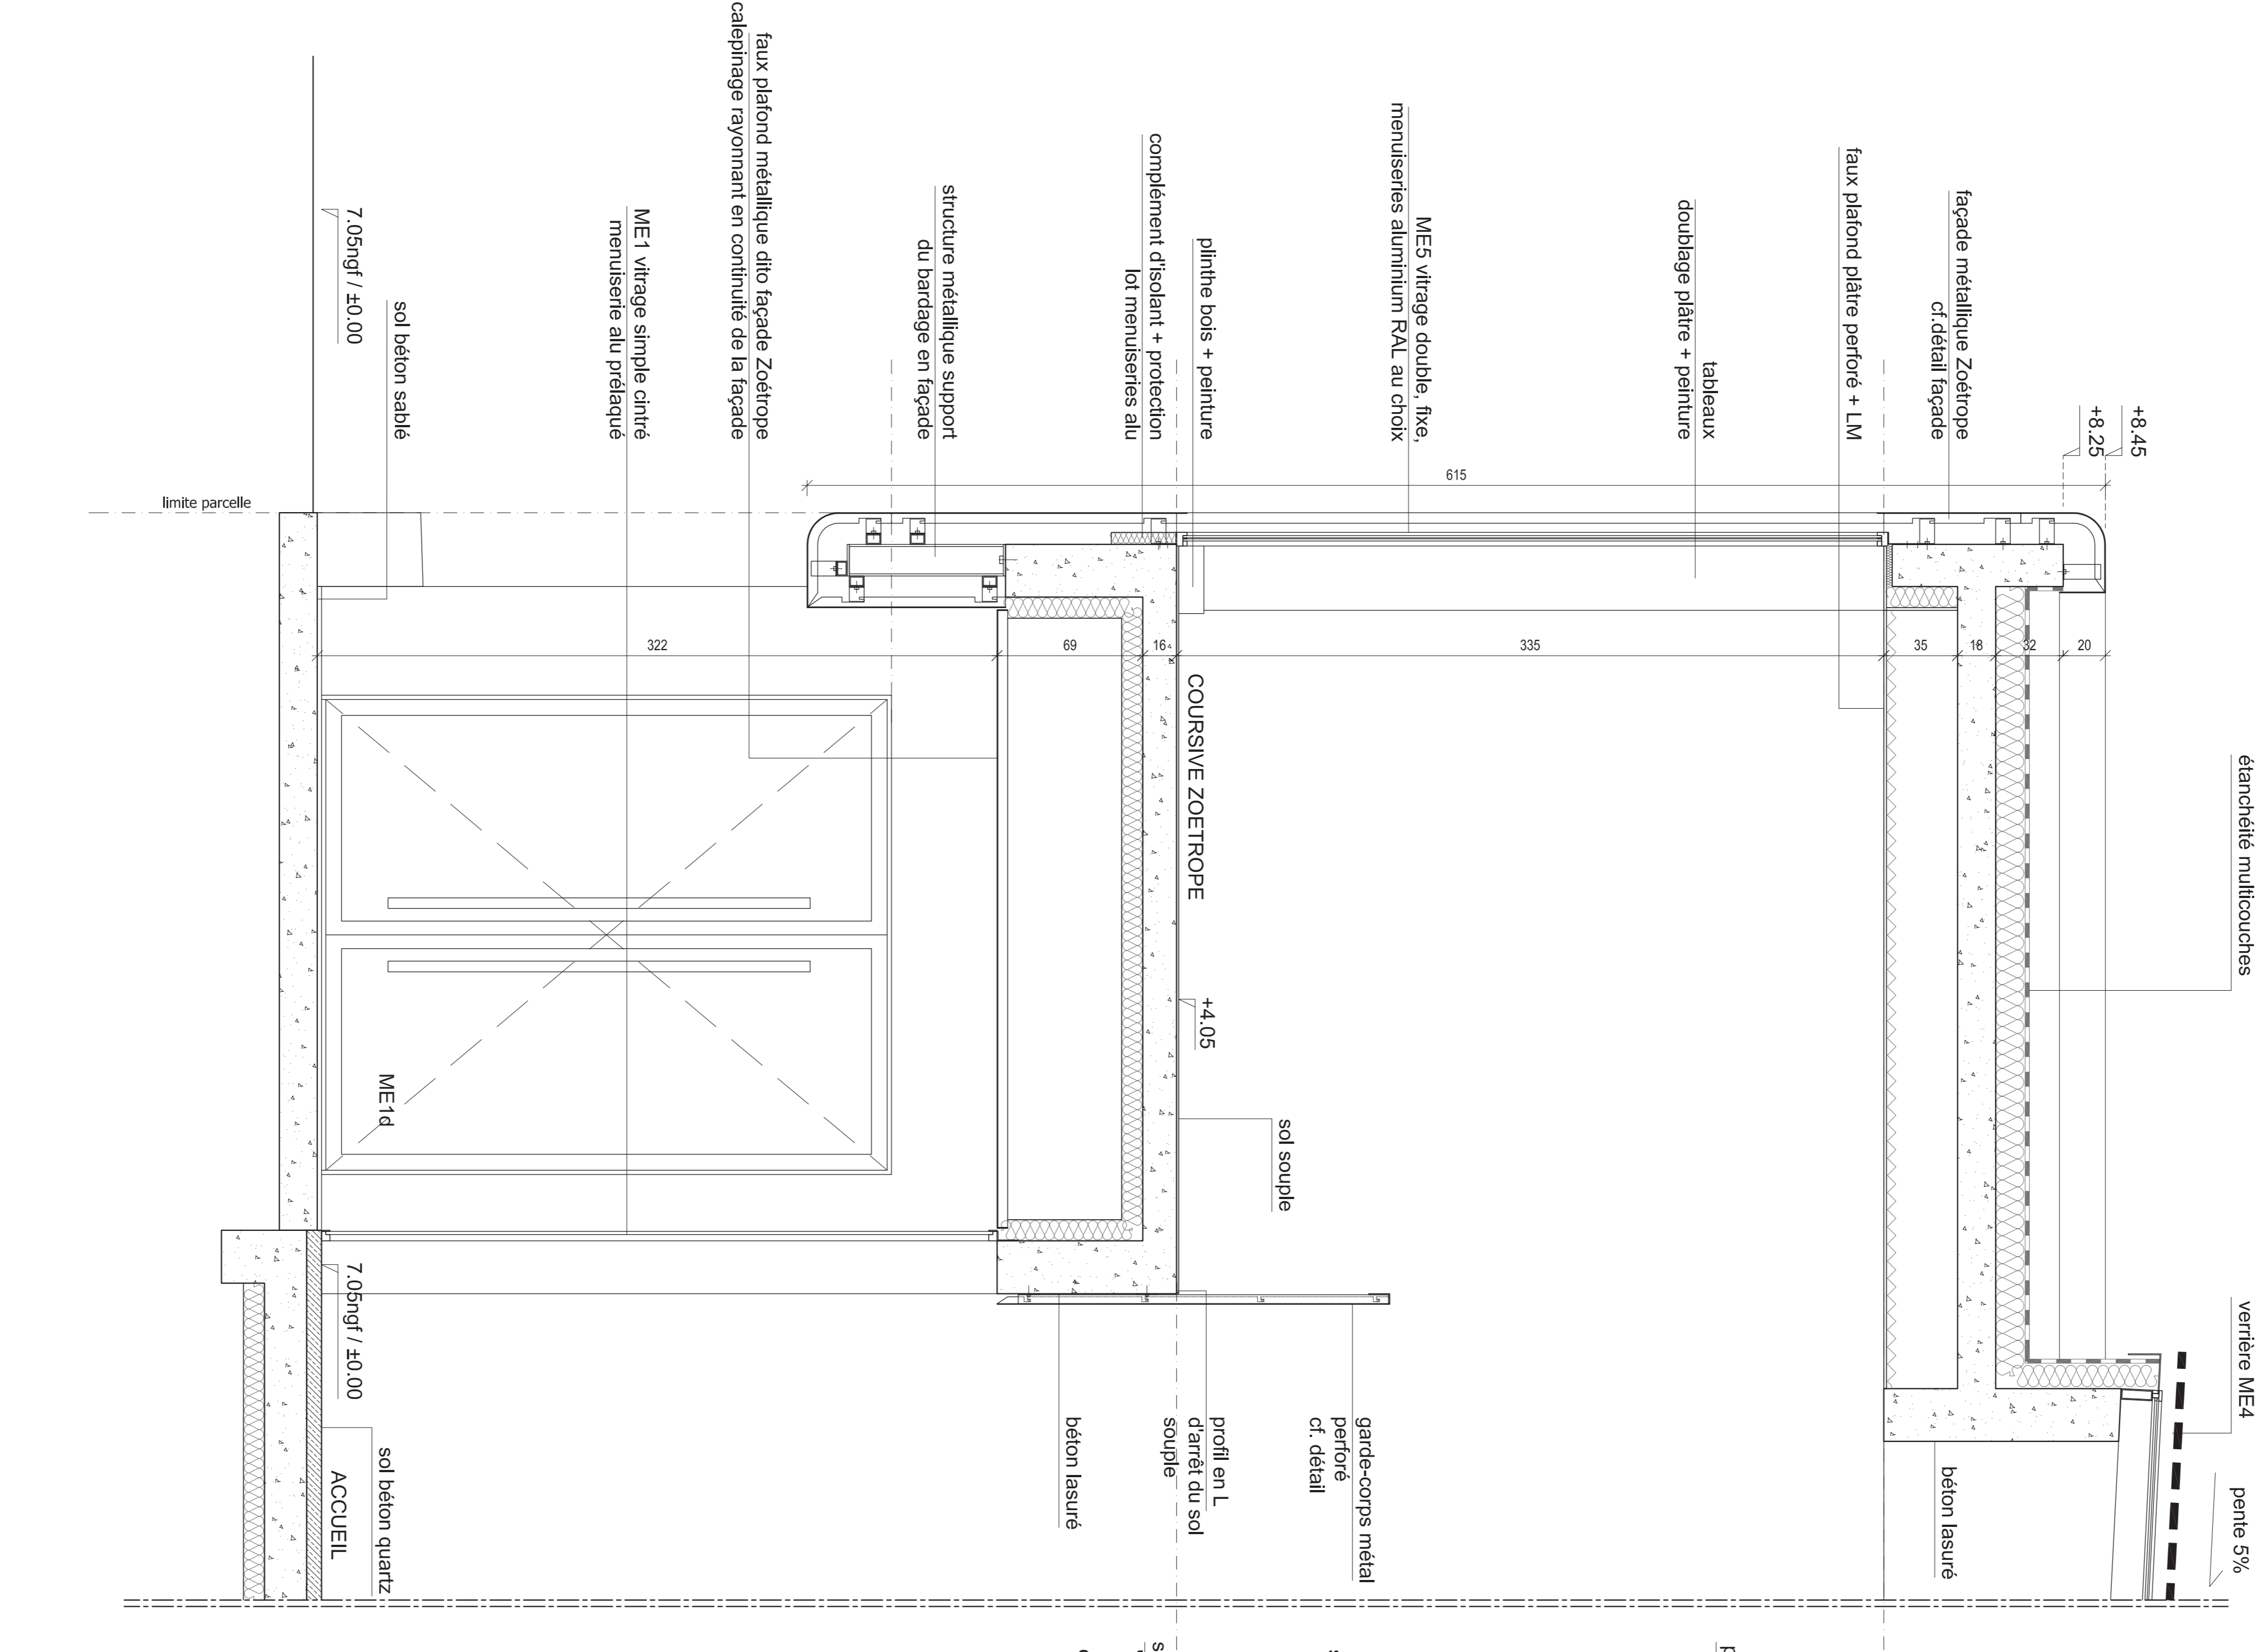 étanchéité multicouches
verrière ME4
pente 5%
+8.45
+8.25
façade métallique Zoétrope
cf.détail façade
faux plafond plâtre perforé + LM
tableaux
doublage plâtre + peinture
ME5 vitrage double, fixe,
menuiseries aluminium RAL au choix
plinthe bois + peinture
complément d'isolant + protection
lot menuiseries alu
structure métallique support
du bardage en façade
faux plafond métallique dito façade Zoétrope
calepinage rayonnant en continuité de la façade
ME1 vitrage simple cintré
menuiserie alu prélaqué
sol béton sablé
7.05ngf / ±0.00
limite parcelle
615
20
32
18
35
335
16
69
322
COURSIVE ZOETROPE
+4.05
sol souple
béton lasuré
garde-corps métal
perforé
cf. détail
profil en L
d'arrêt du sol
souple
béton lasuré
ME1d
7.05ngf / ±0.00
sol béton quartz
ACCUEIL